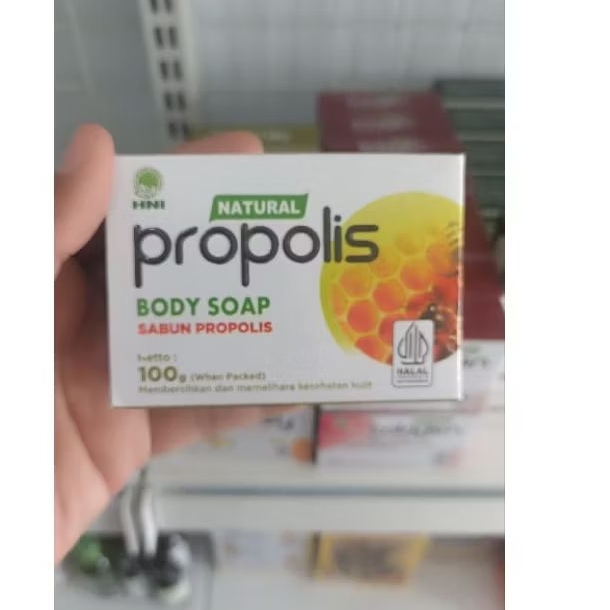 HNI
NATURAL
propolis
BODY SOAP
SABUN PROPOLIS
Netto :
100g (When Packed)
Membersihkan dan memelihara kesehatan kulit
HALAL